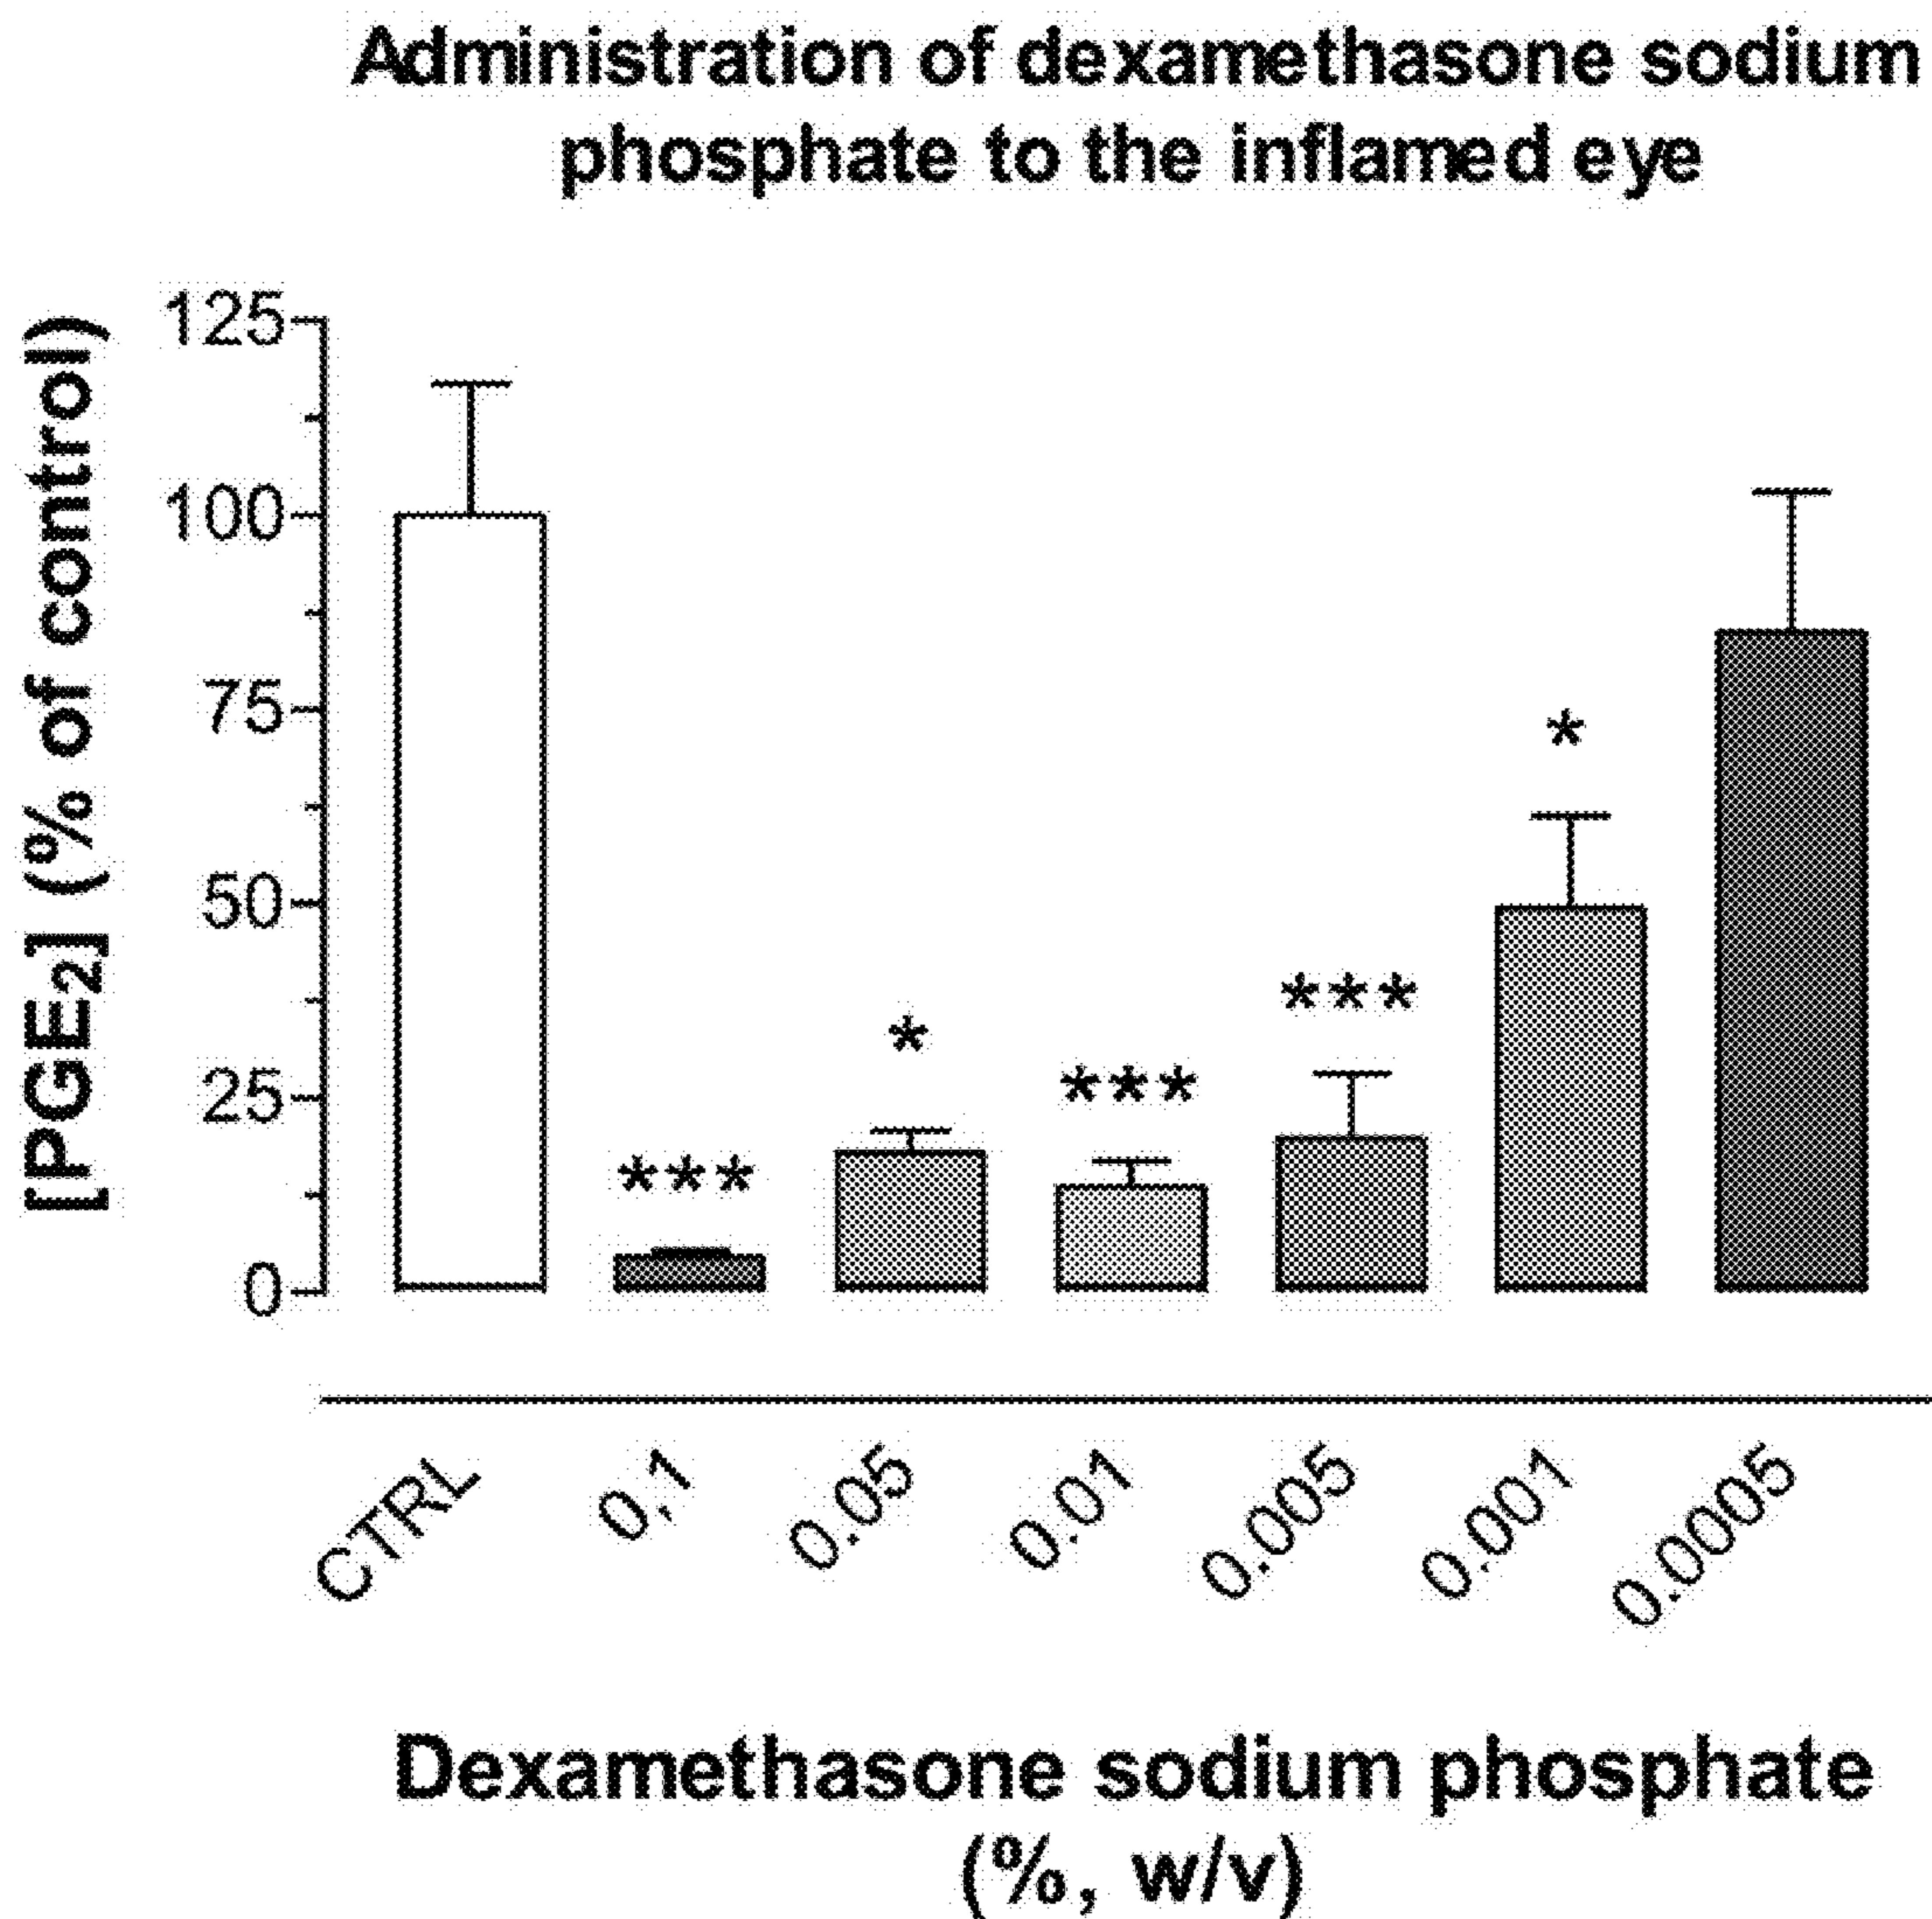 Administration of dexamethasone sodium
phosphate to the inflamed eye
[PGE₂] (% of control)
125
100
75
50
25
0
*
***
*
***
***
CTRL
0,1
0.05
0.01
0.005
0.001
0.0005
Dexamethasone sodium phosphate
(%, w/v)